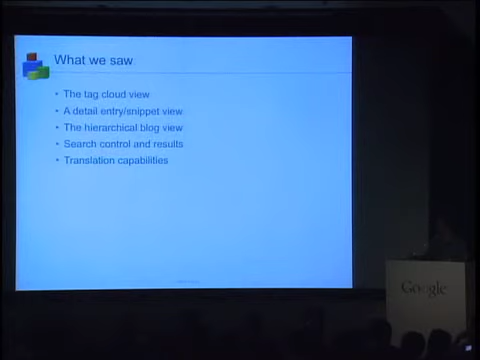 What we saw
• The tag cloud view
• A detail entry/snippet view
• The hierarchical blog view
• Search control and results
• Translation capabilities
Google